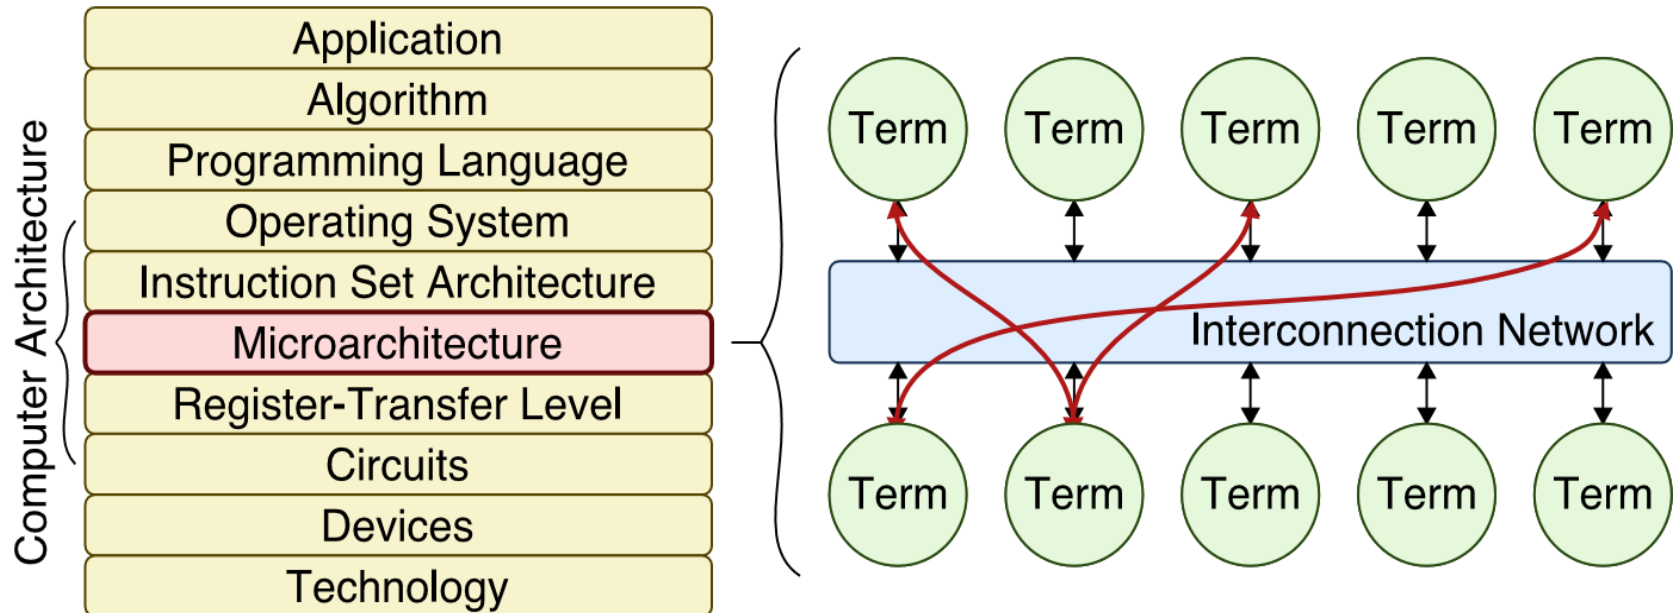 Computer Architecture
Application
Algorithm
Programming Language
Operating System
Instruction Set Architecture
Microarchitecture
Register-Transfer Level
Circuits
Devices
Technology
Term Term Term Term Term
Interconnection Network
Term Term Term Term Term